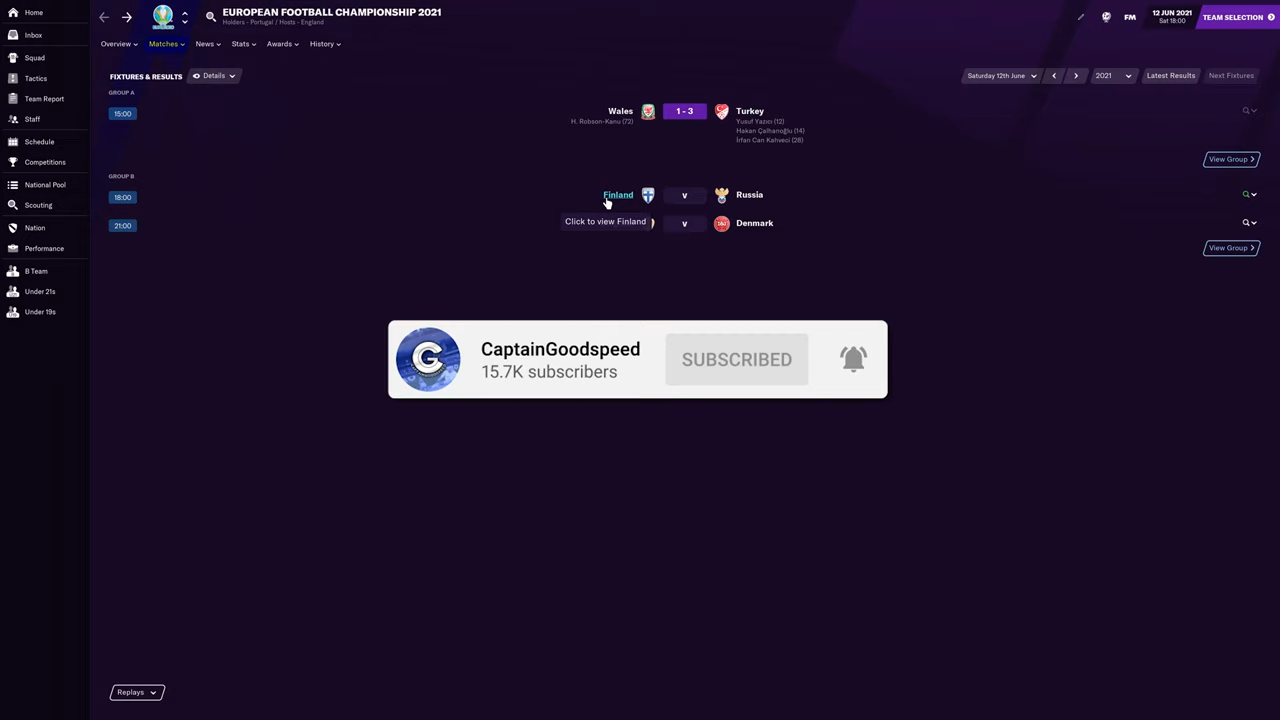 Home
Inbox
Squad
Tactics
Team Report
Staff
Schedule
Competitions
National Pool
Scouting
Nation
Performance
B Team
Under 21s
Under 19s
EUROPEAN FOOTBALL CHAMPIONSHIP 2021
Holders - Portugal / Hosts - England
FM
12 JUN 2021
Sat 18:00
TEAM SELECTION
Overview
Matches
News
Stats
Awards
History
FIXTURES & RESULTS
Details
Saturday 12th June
2021
Latest Results
Next Fixtures
GROUP A
15:00
Wales
1 - 3
Turkey
H. Robson-Kanu (72)
Yusuf Yazıcı (12)
Hakan Çalhanoğlu (14)
İrfan Can Kahveci (28)
View Group
GROUP B
18:00
Finland
v
Russia
21:00
Click to view Finland
v
Denmark
View Group
G
CaptainGoodspeed
15.7K subscribers
SUBSCRIBED
Replays